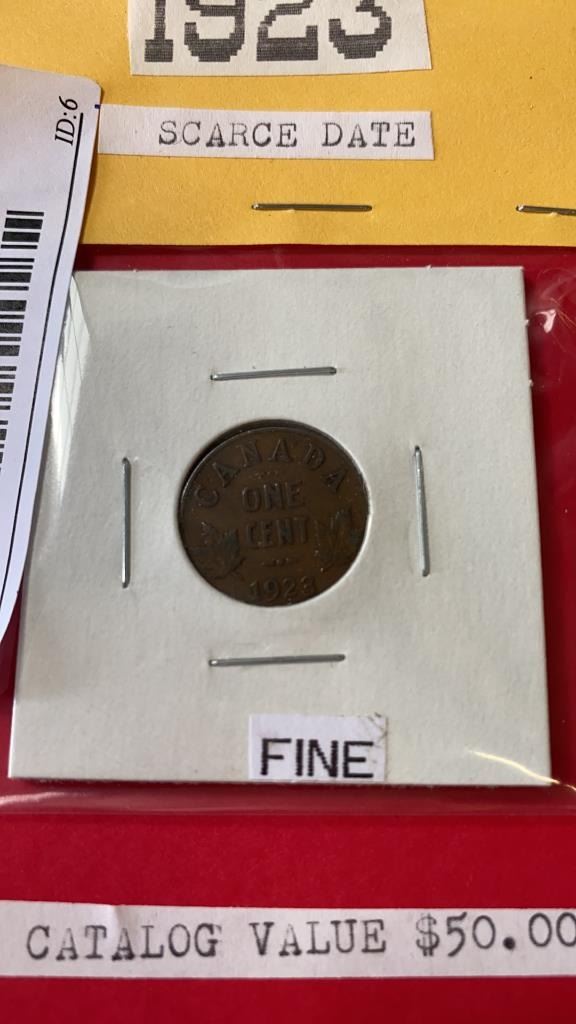 1923
SCARCE DATE
ID:6
CANADA
ONE
CENT
1923
FINE
CATALOG VALUE $50.00